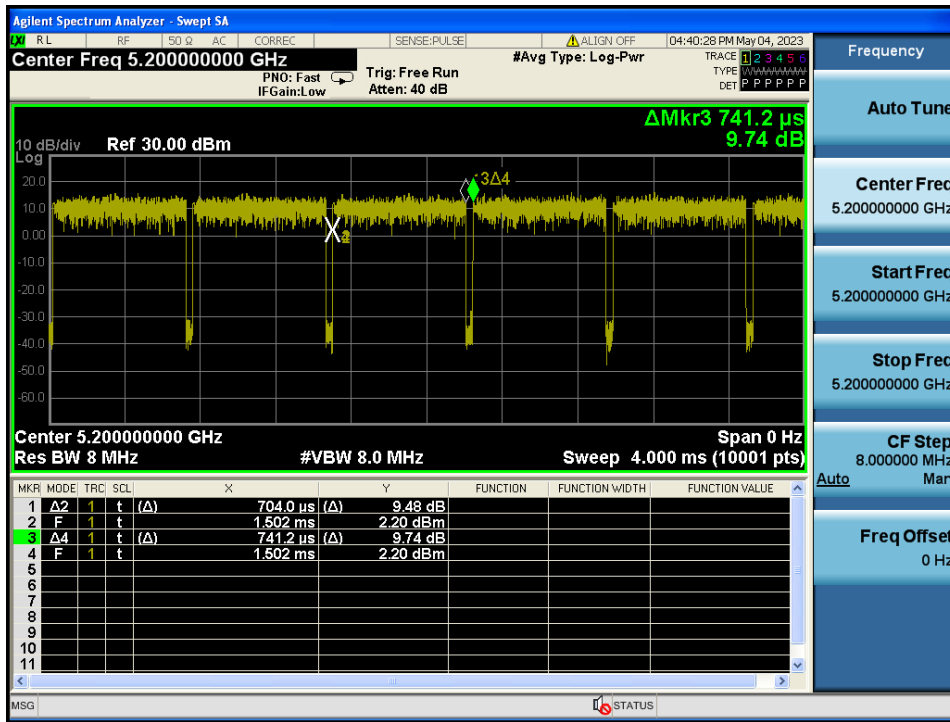 Agilent Spectrum Analyzer - Swept SA
LXI RL RF 50 Ω AC CORREC SENSE:PULSE ALIGN OFF 04:40:28 PM May 04, 2023
Center Freq 5.200000000 GHz
PNO: Fast
IFGain:Low
Trig: Free Run
Atten: 40 dB
#Avg Type: Log-Pwr
TRACE 1 2 3 4 5 6
TYPE
DET P P P P P P
Frequency
Auto Tune
Center Freq
5.200000000 GHz
Start Freq
5.200000000 GHz
Stop Freq
5.200000000 GHz
CF Step
8.000000 MHz
Auto Man
Freq Offset
0 Hz
ΔMkr3 741.2 µs
9.74 dB
10 dB/div Ref 30.00 dBm
Log
20.0
10.0
0.00
-10.0
-20.0
-30.0
-40.0
-50.0
-60.0
3Δ4
Center 5.200000000 GHz Span 0 Hz
Res BW 8 MHz #VBW 8.0 MHz Sweep 4.000 ms (10001 pts)
MKR MODE TRC SCL X Y FUNCTION FUNCTION WIDTH FUNCTION VALUE
1 Δ2 1 t (Δ) 704.0 µs (Δ) 9.48 dB
2 F 1 t 1.502 ms 2.20 dBm
3 Δ4 1 t (Δ) 741.2 µs (Δ) 9.74 dB
4 F 1 t 1.502 ms 2.20 dBm
5
6
7
8
9
10
11
MSG STATUS